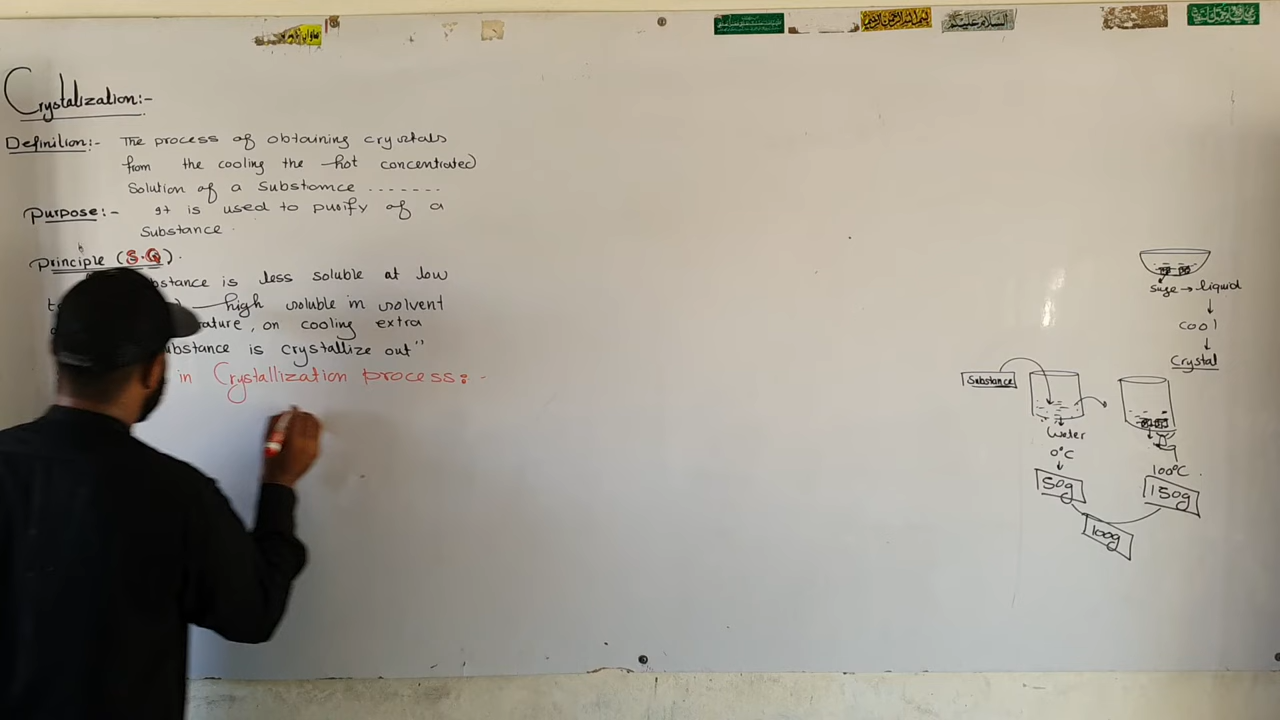 السلام علیکم
Crystalization:-
Definition:- The process of obtaining crystals
from the cooling the hot concentrated
Solution of a Substance .......
Purpose:- It is used to purify of a
Substance.
Principle (S.Q).
bstance is less soluble at low
high soluble in solvent
rature, on cooling extra
ubstance is crystallize out"
in Crystallization process:-
suge → liquid
↓
cool
↓
Crystal
Substance
Water
0°C
↓
50g
100°C
150g
100g